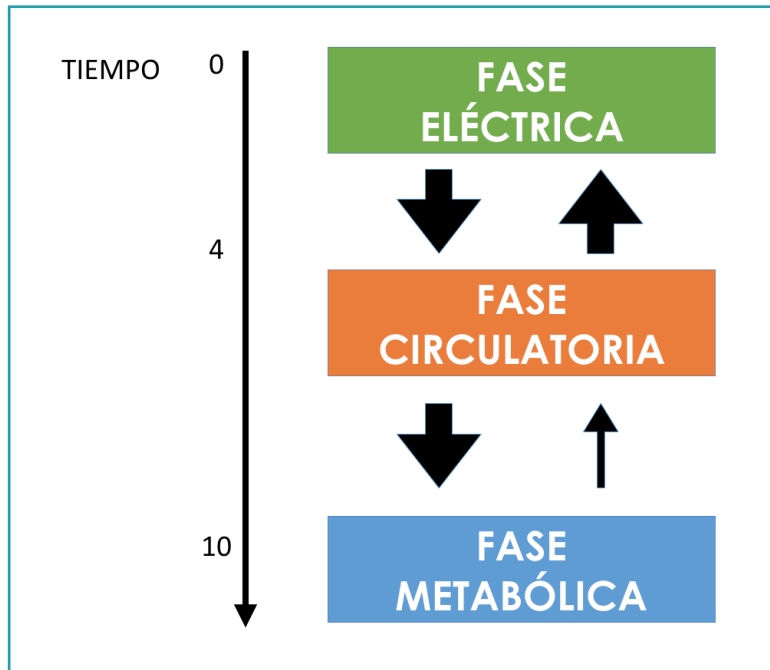 TIEMPO
0
FASE
ELÉCTRICA
4
FASE
CIRCULATORIA
10
FASE
METABÓLICA